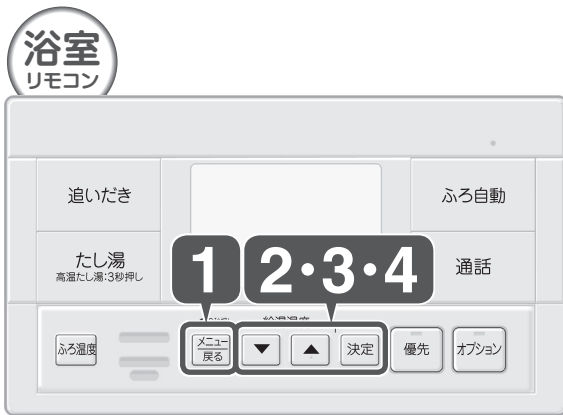 浴室
リモコン
追いだき
ふろ自動
たし湯
高温たし湯:3秒押し
通話
1
2・3・4
ふろ温度
メニュー
戻る
▼
▲
決定
優先
オプション